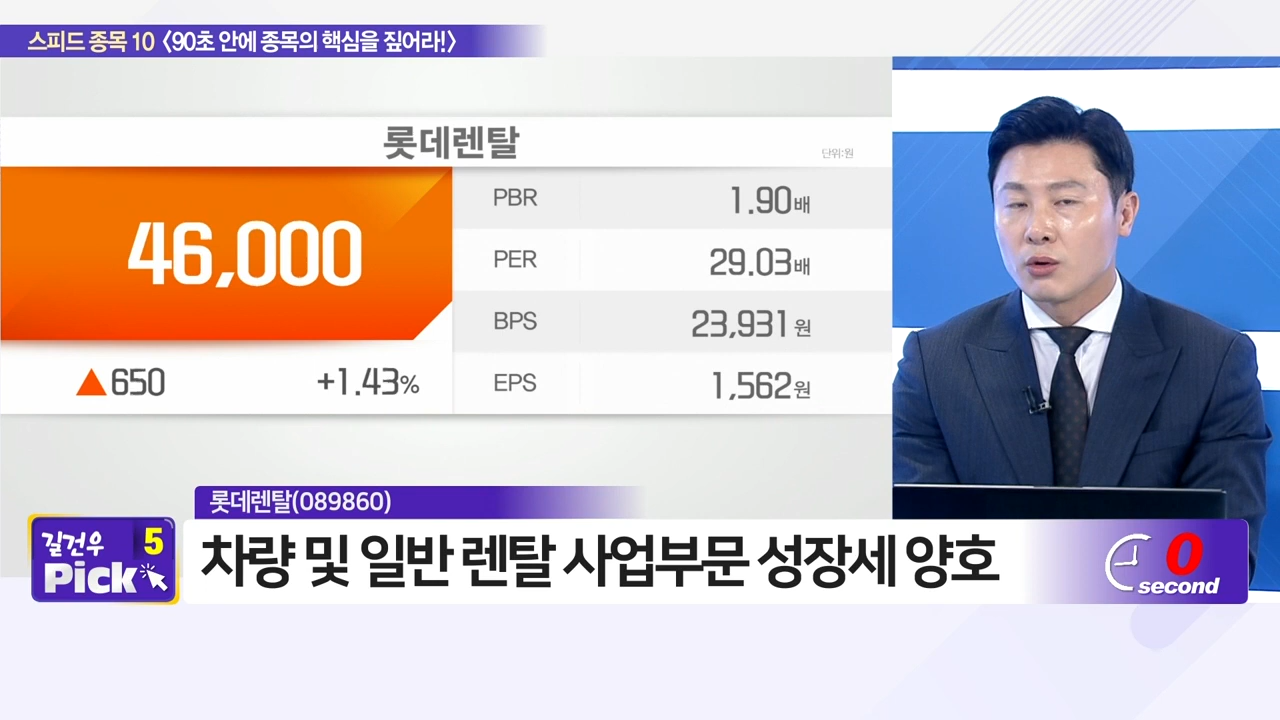 스피드 종목 10 〈90초 안에 종목의 핵심을 짚어라!〉
롯데렌탈
단위:원
46,000
▲650 +1.43%
PBR 1.90배
PER 29.03배
BPS 23,931원
EPS 1,562원
롯데렌탈(089860)
길건우 5
Pick
차량 및 일반 렌탈 사업부문 성장세 양호
0
second